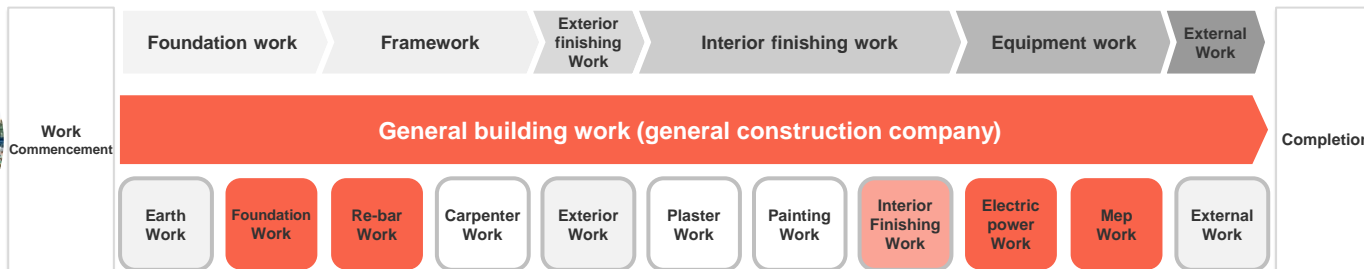 Foundation work
Framework
Exterior
finishing
Work
Interior finishing work
Equipment work
External
Work
Work
Commencement
General building work (general construction company)
Completion
Earth
Work
Foundation
Work
Re-bar
Work
Carpenter
Work
Exterior
Work
Plaster
Work
Painting
Work
Interior
Finishing
Work
Electric
power
Work
Mep
Work
External
Work